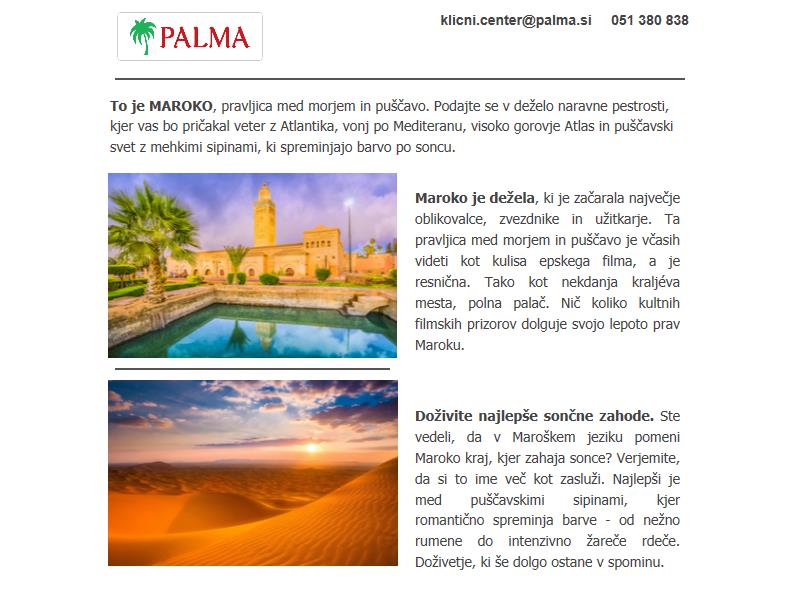 PALMA
klicni.center@palma.si 051 380 838
To je MAROKO, pravljica med morjem in puščavo. Podajte se v deželo naravne pestrosti,
kjer vas bo pričakal veter z Atlantika, vonj po Mediteranu, visoko gorovje Atlas in puščavski
svet z mehkimi sipinami, ki spreminjajo barvo po soncu.
Maroko je dežela, ki je začarala največje
oblikovalce, zvezdnike in užitkarje. Ta
pravljica med morjem in puščavo je včasih
videti kot kulisa epskega filma, a je
resnična. Tako kot nekdanja kraljéva
mesta, polna palač. Nič koliko kultnih
filmskih prizorov dolguje svojo lepoto prav
Maroku.
Doživite najlepše sončne zahode. Ste
vedeli, da v Maroškem jeziku pomeni
Maroko kraj, kjer zahaja sonce? Verjemite,
da si to ime več kot zasluži. Najlepši je
med puščavskimi sipinami, kjer
romantično spreminja barve - od nežno
rumene do intenzivno žareče rdeče.
Doživetje, ki še dolgo ostane v spominu.